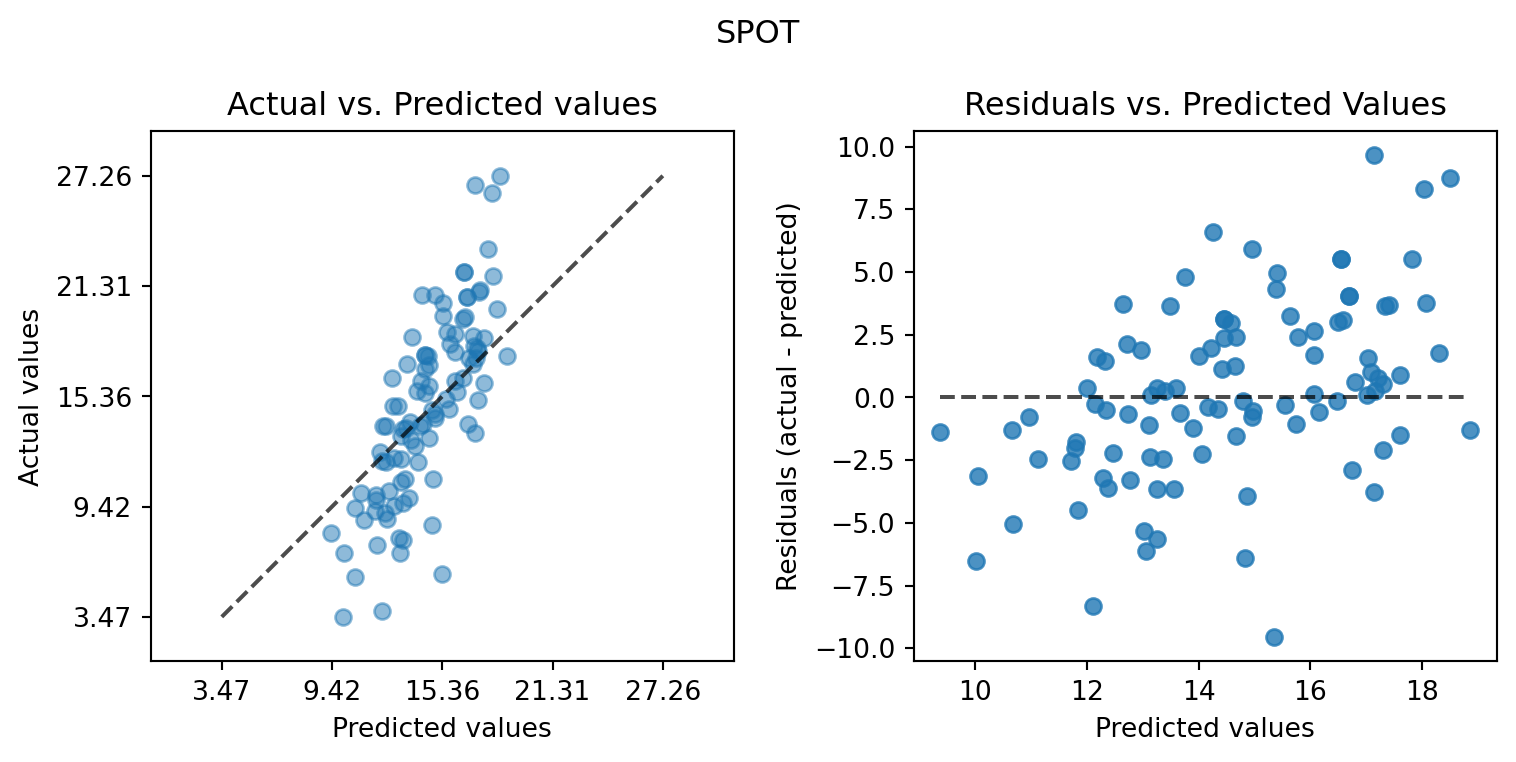 SPOT
Actual vs. Predicted values
27.26
21.31
15.36
9.42
3.47
Actual values
3.47 9.42 15.36 21.31 27.26
Predicted values
Residuals vs. Predicted Values
10.0
7.5
5.0
2.5
0.0
−2.5
−5.0
−7.5
−10.0
Residuals (actual - predicted)
10 12 14 16 18
Predicted values